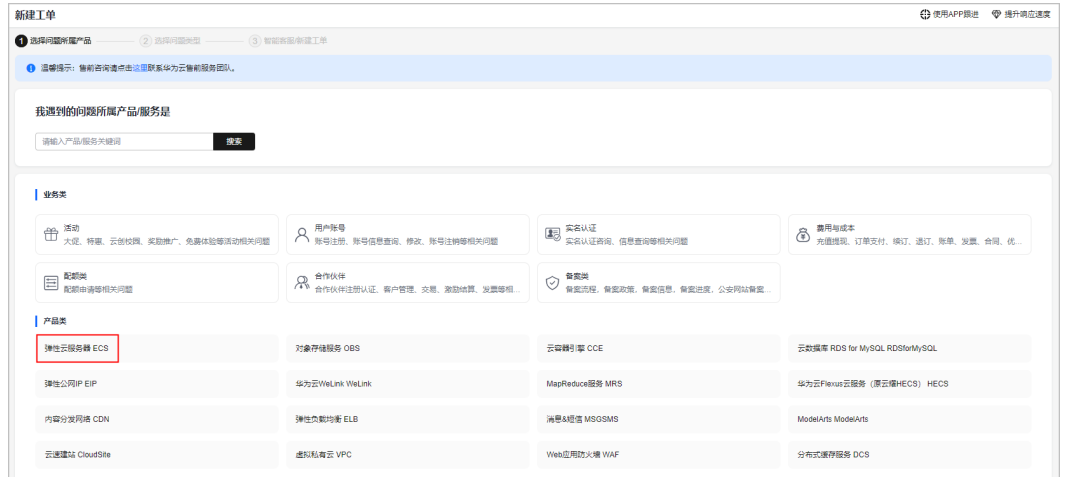 新建工单
使用APP跟进 提升响应速度
1 选择问题所属产品 2 选择问题类型 3 智能客服/新建工单
温馨提示：售前咨询请点击这里联系华为云售前服务团队。
我遇到的问题所属产品/服务是
请输入产品/服务关键词 搜索
业务类
活动
大促、特惠、云创校园、奖励推广、免费体验等活动相关问题
用户账号
账号注册、账号信息查询、修改、账号注销等相关问题
实名认证
实名认证咨询、信息查询等相关问题
费用与成本
充值提现、订单支付、续订、退订、账单、发票、合同、优...
配额类
配额申请等相关问题
合作伙伴
合作伙伴注册认证、客户管理、交易、激励结算、发票等相...
备案类
备案流程，备案政策，备案信息，备案进度，公安网站备案...
产品类
弹性云服务器 ECS 对象存储服务 OBS 云容器引擎 CCE 云数据库 RDS for MySQL RDSforMySQL
弹性公网IP EIP 华为云WeLink WeLink MapReduce服务 MRS 华为云Flexus云服务（原云耀HECS） HECS
内容分发网络 CDN 弹性负载均衡 ELB 消息&短信 MSGSMS ModelArts ModelArts
云速建站 CloudSite 虚拟私有云 VPC Web应用防火墙 WAF 分布式缓存服务 DCS